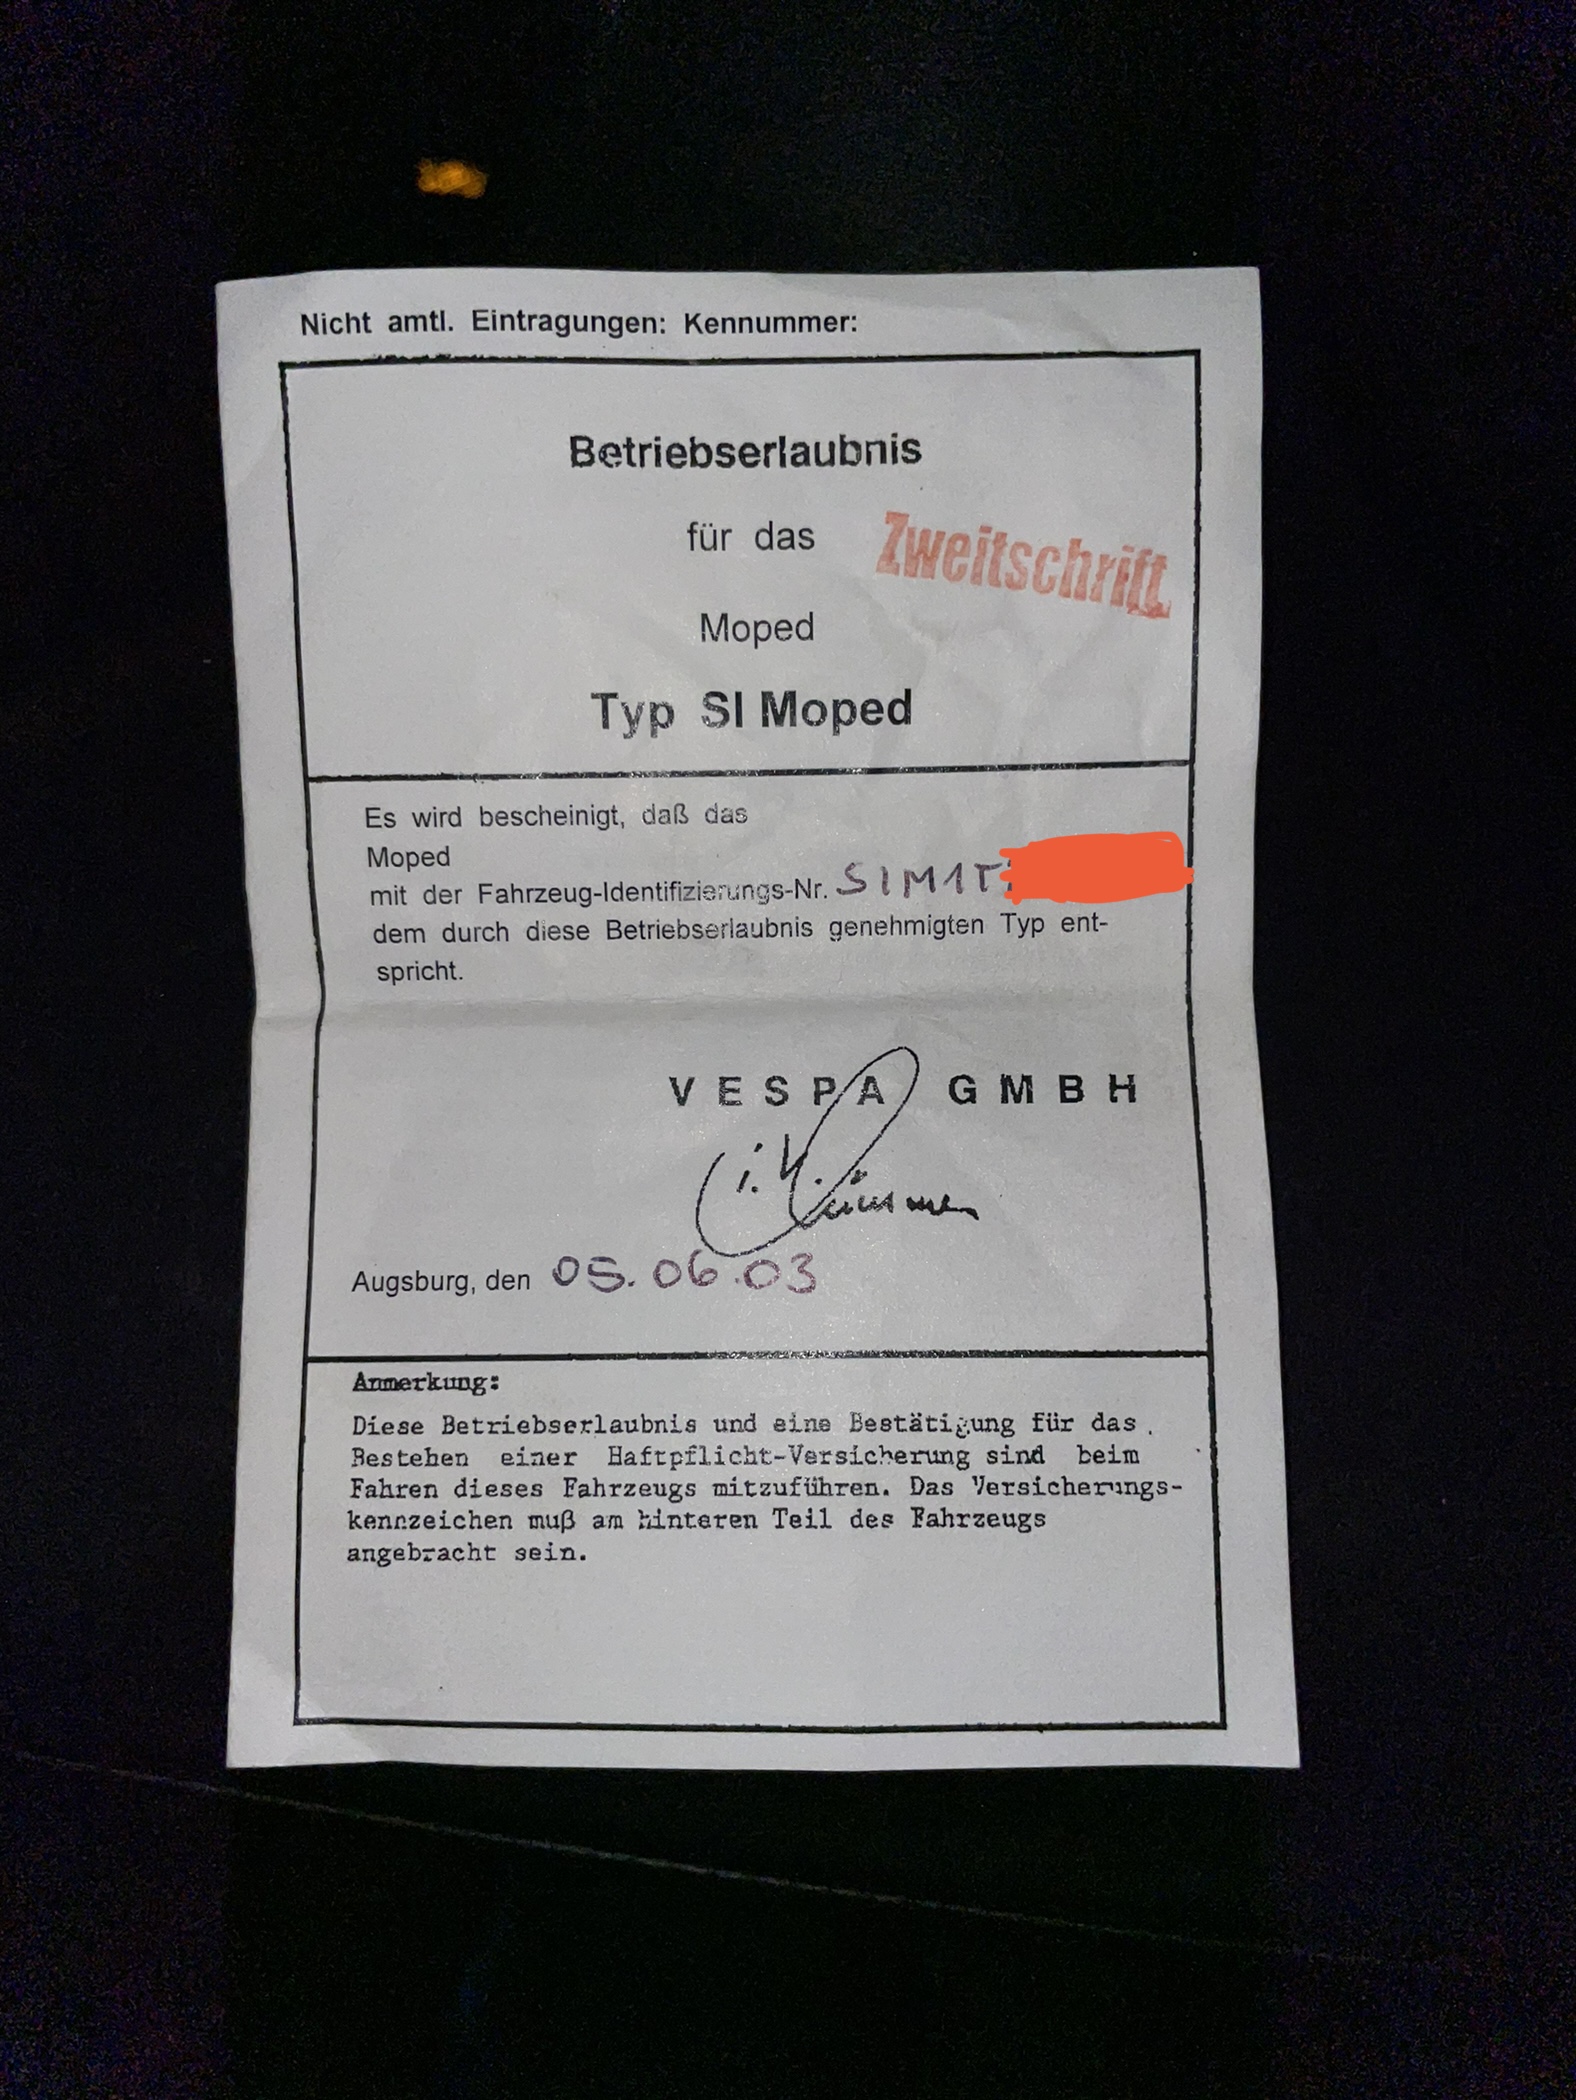 Nicht amtl. Eintragungen: Kennummer:
Betriebserlaubnis
für das
Zweitschrift
Moped
Typ SI Moped
Es wird bescheinigt, daß das
Moped
mit der Fahrzeug-Identifizierungs-Nr. SIM1T
dem durch diese Betriebserlaubnis genehmigten Typ ent-
spricht.
VESPA GMBH
i.V.
Augsburg, den 05.06.03
Anmerkung:
Diese Betriebserlaubnis und eine Bestätigung für das
Bestehen einer Haftpflicht-Versicherung sind beim
Fahren dieses Fahrzeugs mitzuführen. Das Versicherungs-
kennzeichen muß am hinteren Teil des Fahrzeugs
angebracht sein.